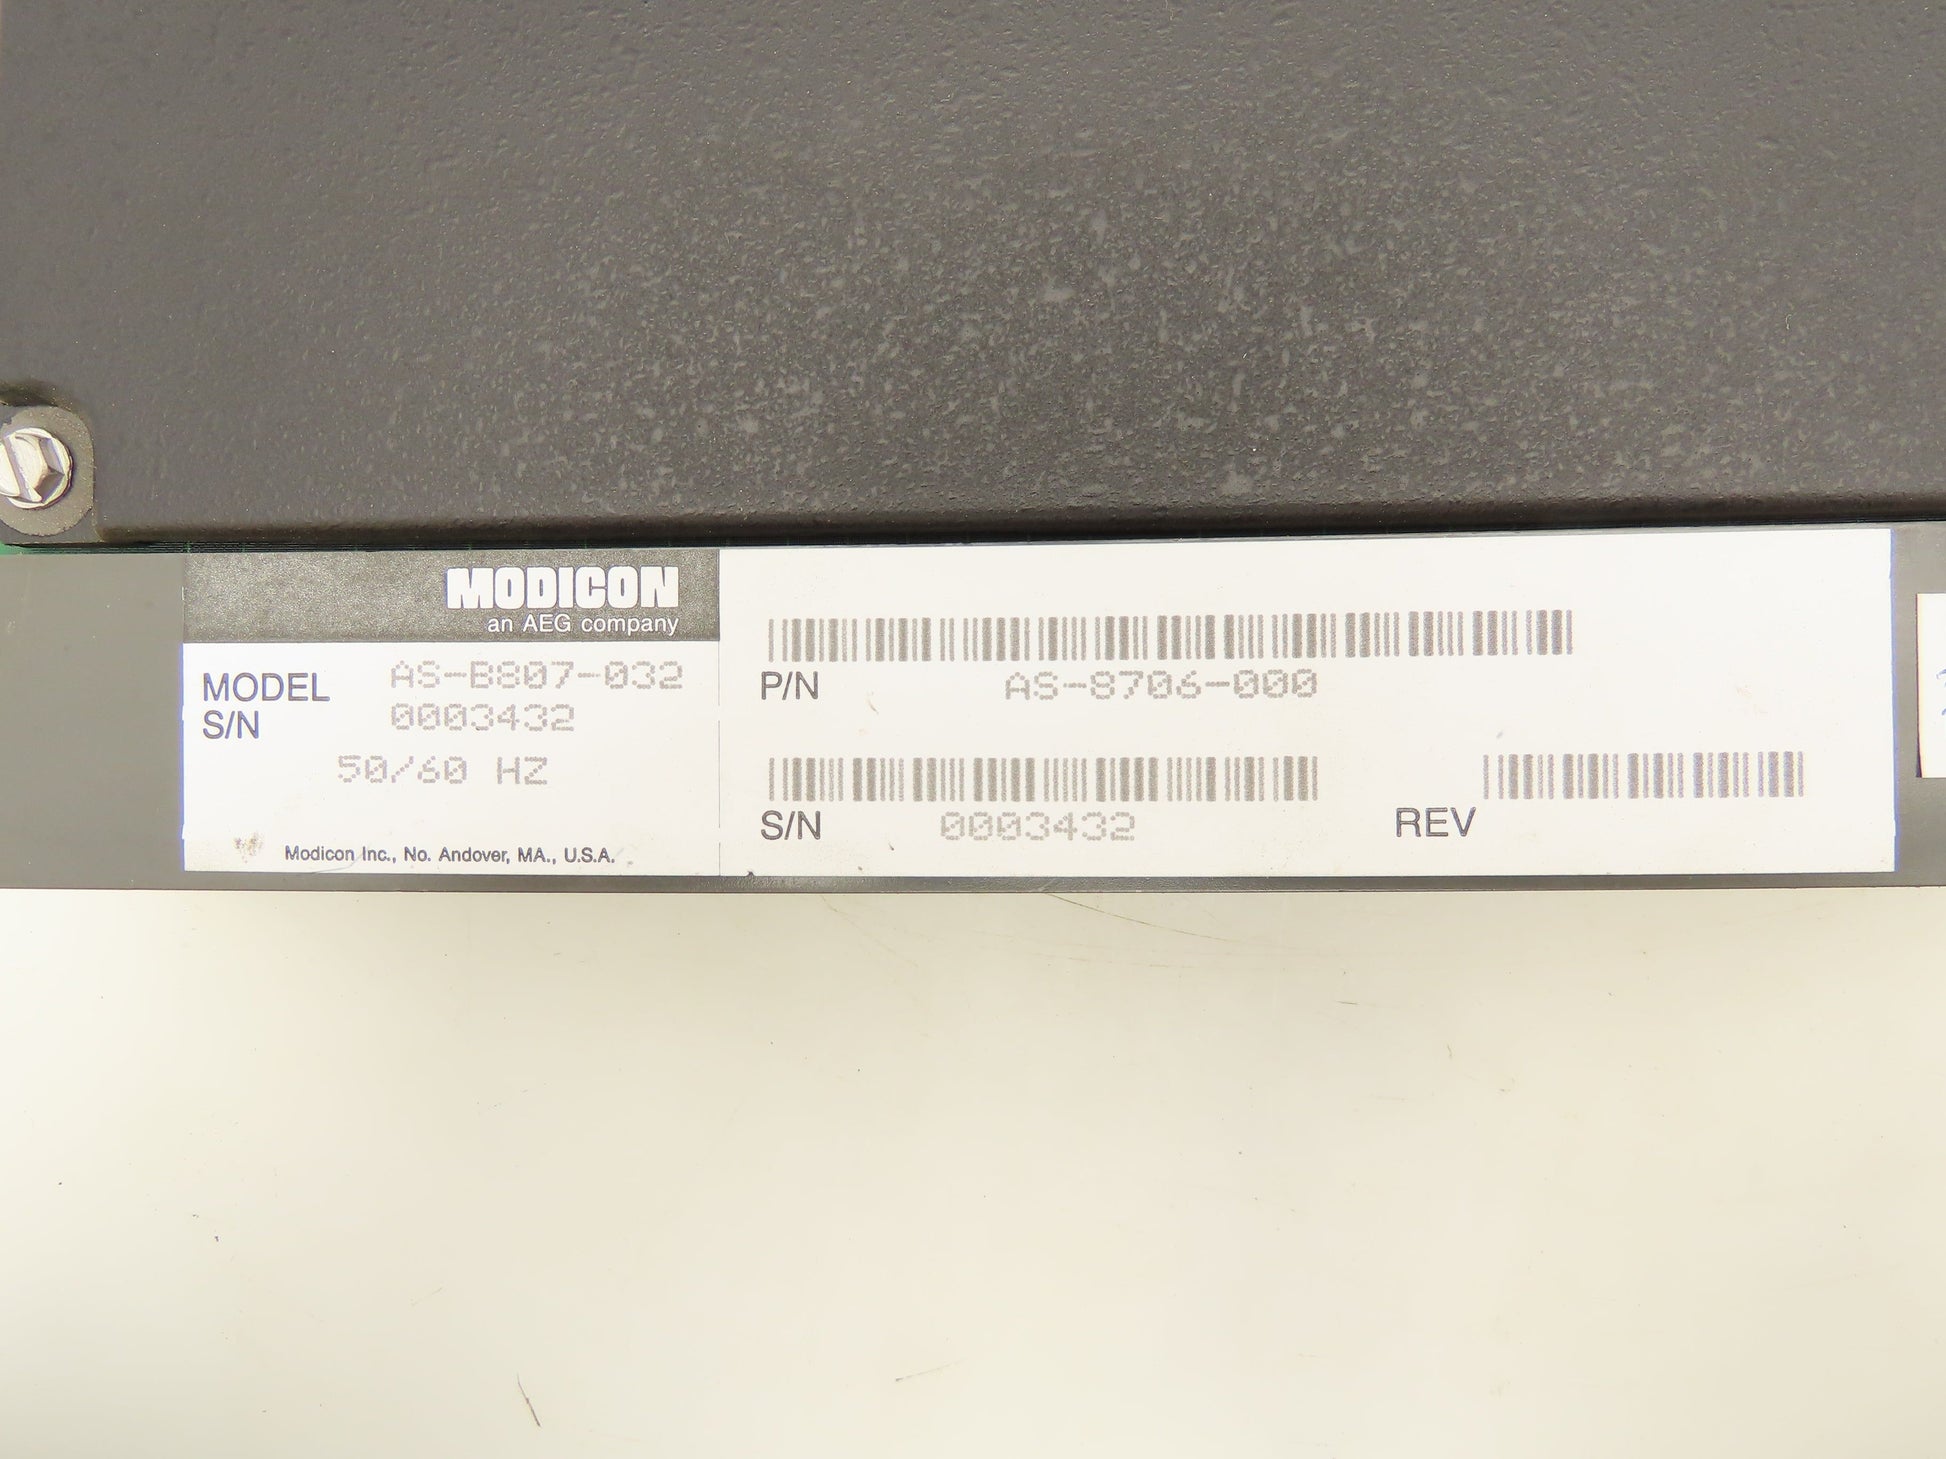 MODICON
an AEG company
MODEL AS-B807-032
S/N 0003432
50/60 HZ
Modicon Inc., No. Andover, MA., U.S.A.
P/N AS-8706-000
S/N 0003432
REV